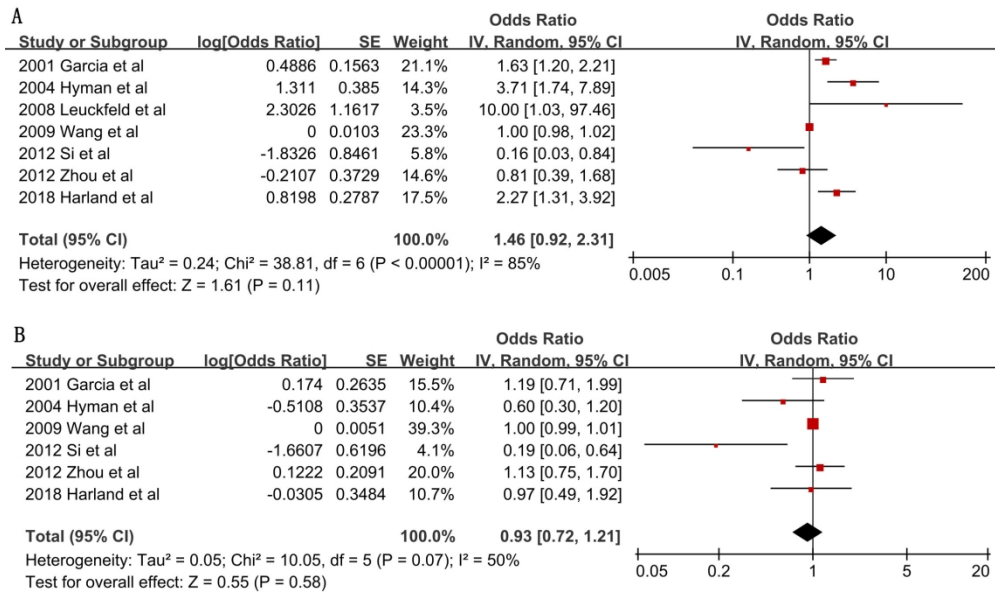 A
Odds Ratio Odds Ratio
Study or Subgroup log[Odds Ratio] SE Weight IV, Random, 95% CI IV, Random, 95% CI
2001 Garcia et al 0.4886 0.1563 21.1% 1.63 [1.20, 2.21]
2004 Hyman et al 1.311 0.385 14.3% 3.71 [1.74, 7.89]
2008 Leuckfeld et al 2.3026 1.1617 3.5% 10.00 [1.03, 97.46]
2009 Wang et al 0 0.0103 23.3% 1.00 [0.98, 1.02]
2012 Si et al -1.8326 0.8461 5.8% 0.16 [0.03, 0.84]
2012 Zhou et al -0.2107 0.3729 14.6% 0.81 [0.39, 1.68]
2018 Harland et al 0.8198 0.2787 17.5% 2.27 [1.31, 3.92]
Total (95% CI) 100.0% 1.46 [0.92, 2.31]
Heterogeneity: Tau² = 0.24; Chi² = 38.81, df = 6 (P < 0.00001); I² = 85%
Test for overall effect: Z = 1.61 (P = 0.11)
0.005 0.1 1 10 200
B
Odds Ratio Odds Ratio
Study or Subgroup log[Odds Ratio] SE Weight IV, Random, 95% CI IV, Random, 95% CI
2001 Garcia et al 0.174 0.2635 15.5% 1.19 [0.71, 1.99]
2004 Hyman et al -0.5108 0.3537 10.4% 0.60 [0.30, 1.20]
2009 Wang et al 0 0.0051 39.3% 1.00 [0.99, 1.01]
2012 Si et al -1.6607 0.6196 4.1% 0.19 [0.06, 0.64]
2012 Zhou et al 0.1222 0.2091 20.0% 1.13 [0.75, 1.70]
2018 Harland et al -0.0305 0.3484 10.7% 0.97 [0.49, 1.92]
Total (95% CI) 100.0% 0.93 [0.72, 1.21]
Heterogeneity: Tau² = 0.05; Chi² = 10.05, df = 5 (P = 0.07); I² = 50%
Test for overall effect: Z = 0.55 (P = 0.58)
0.05 0.2 1 5 20